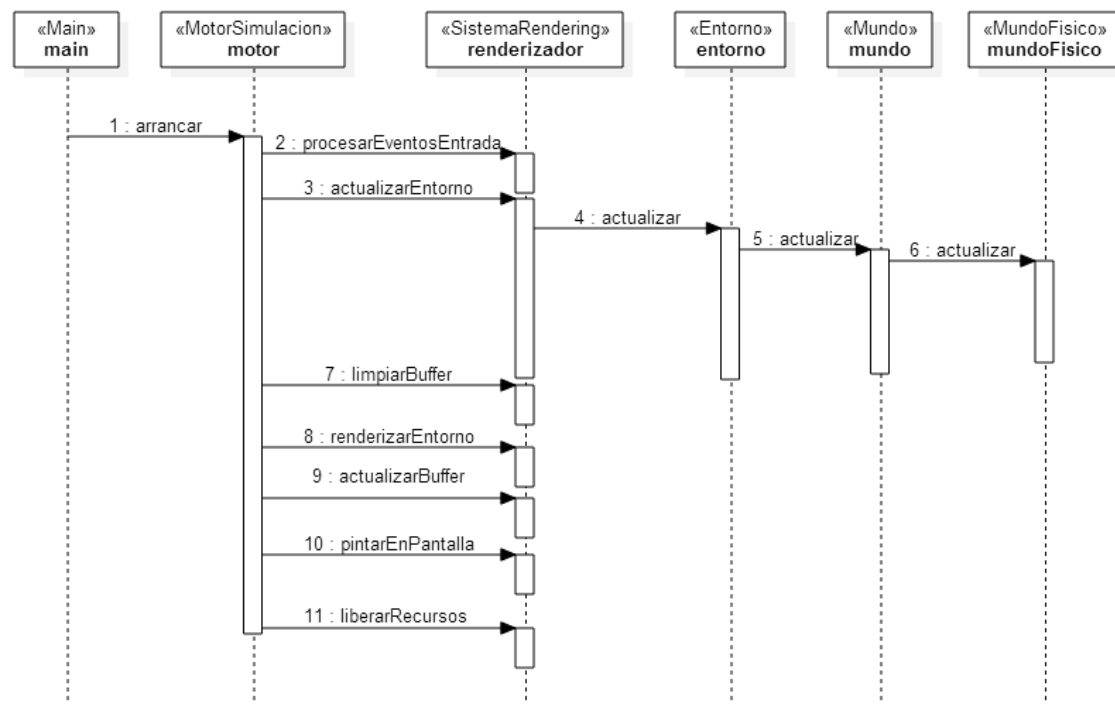 «Main»
main
«MotorSimulacion»
motor
«SistemaRendering»
renderizador
«Entorno»
entorno
«Mundo»
mundo
«MundoFisico»
mundoFisico
1 : arrancar
2 : procesarEventosEntrada
3 : actualizarEntorno
4 : actualizar
5 : actualizar
6 : actualizar
7 : limpiarBuffer
8 : renderizarEntorno
9 : actualizarBuffer
10 : pintarEnPantalla
11 : liberarRecursos